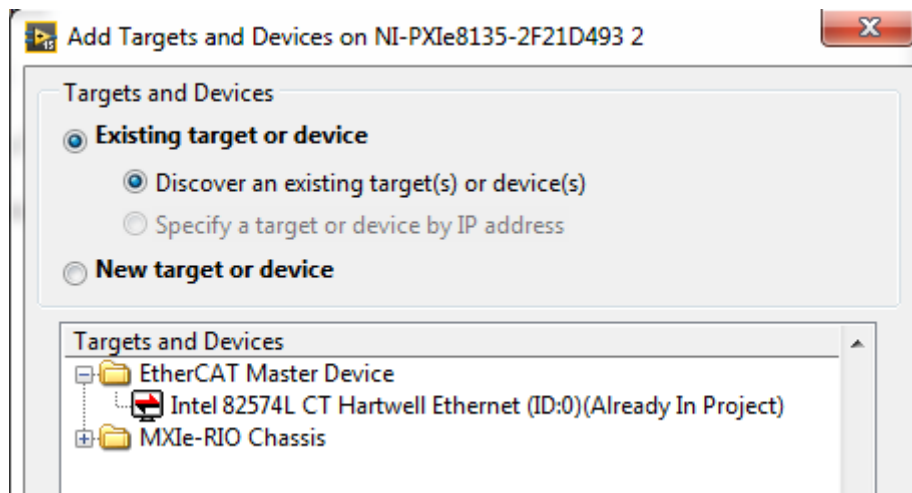 Add Targets and Devices on NI-PXIe8135-2F21D493 2
Targets and Devices
Existing target or device
Discover an existing target(s) or device(s)
Specify a target or device by IP address
New target or device
Targets and Devices
EtherCAT Master Device
Intel 82574L CT Hartwell Ethernet (ID:0)(Already In Project)
MXIe-RIO Chassis